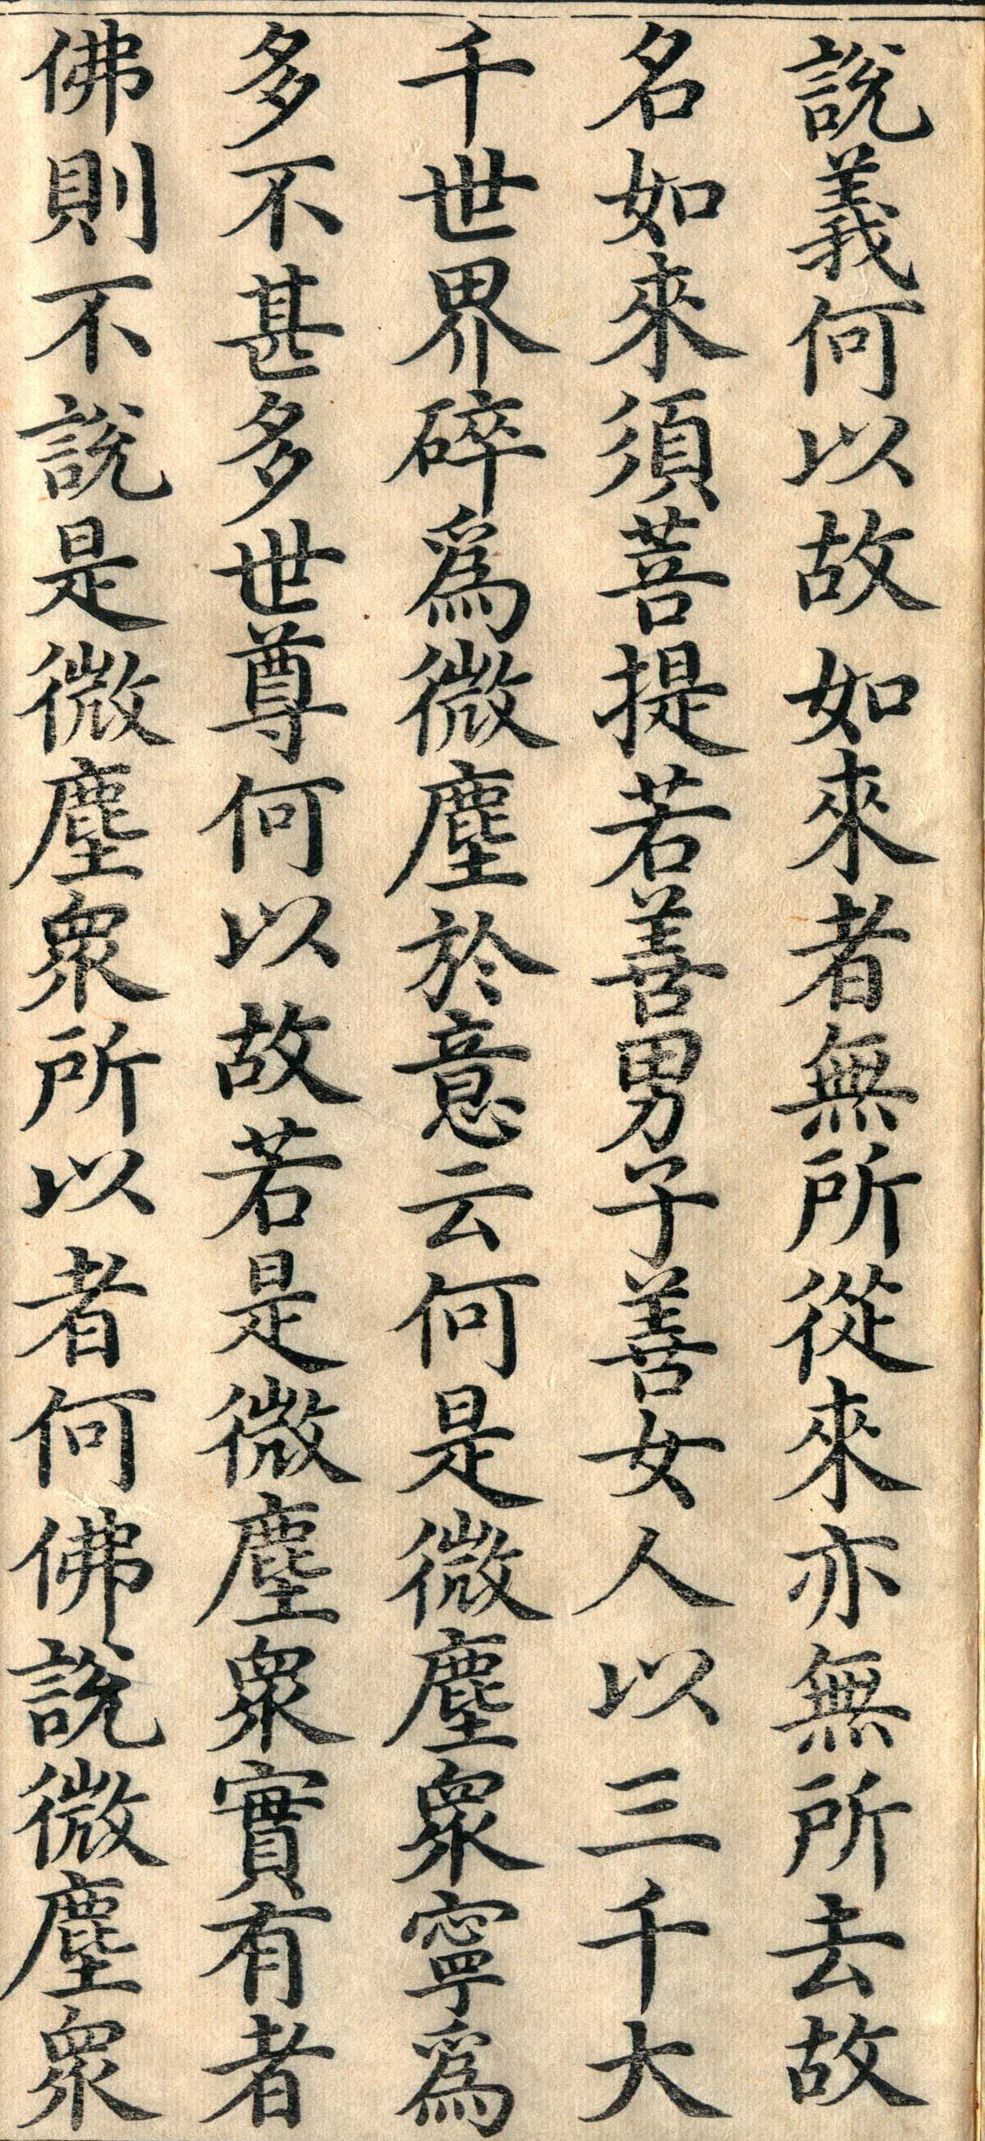 說義何以故如來者無所從來亦無所去故
名如來須菩提若善男子善女人以三千大
千世界碎爲微塵於意云何是微塵衆寧爲
多不甚多世尊何以故若是微塵衆實有者
佛則不說是微塵衆所以者何佛說微塵衆